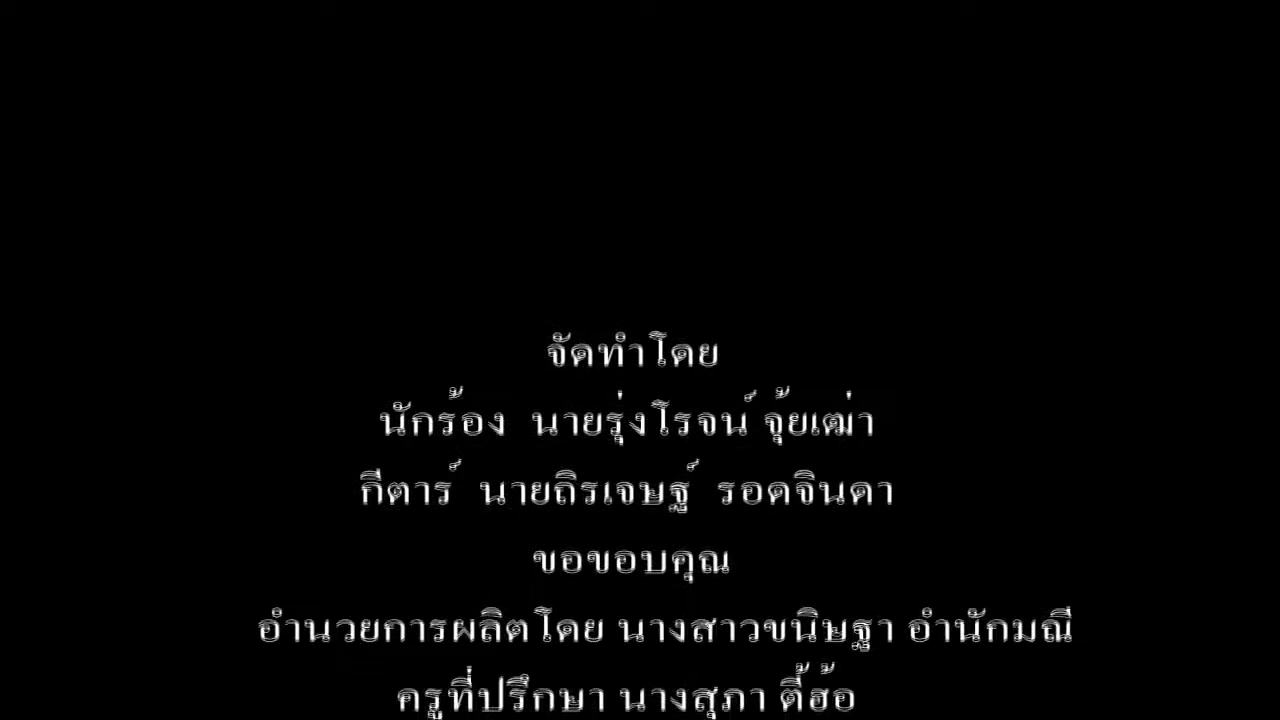 จัดทำโดย
นักร้อง นายรุ่งโรจน์ จุ้ยเฒ่า
กีตาร์ นายถิรเจษฐ์ รอดจินดา
ขอขอบคุณ
อำนวยการผลิตโดย นางสาวขนิษฐา อำนักมณี
ครูที่ปรึกษา นางสุภา ตี้ฮ้อ